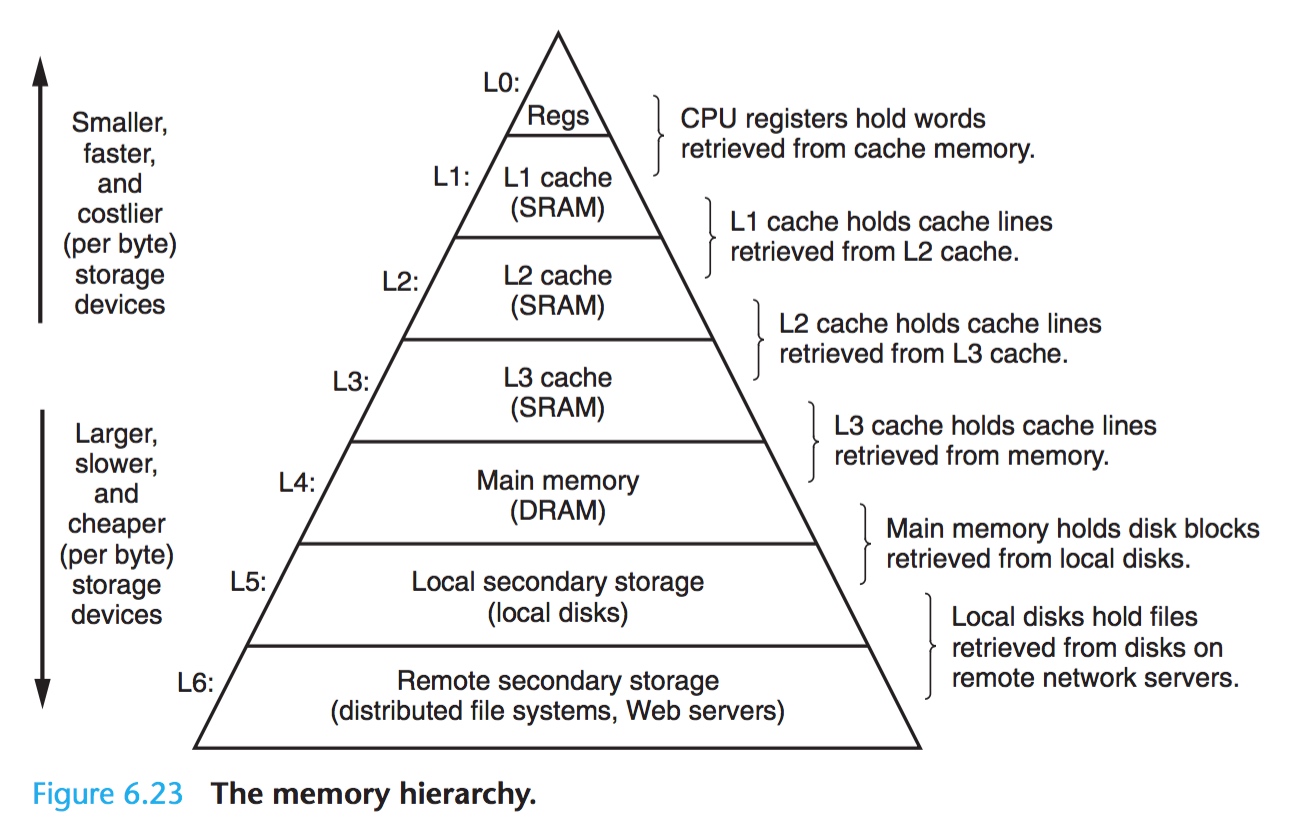 Smaller,
faster,
and
costlier
(per byte)
storage
devices
Larger,
slower,
and
cheaper
(per byte)
storage
devices
L0:
Regs
L1:
L1 cache
(SRAM)
L2:
L2 cache
(SRAM)
L3:
L3 cache
(SRAM)
L4:
Main memory
(DRAM)
L5:
Local secondary storage
(local disks)
L6:
Remote secondary storage
(distributed file systems, Web servers)
CPU registers hold words
retrieved from cache memory.
L1 cache holds cache lines
retrieved from L2 cache.
L2 cache holds cache lines
retrieved from L3 cache.
L3 cache holds cache lines
retrieved from memory.
Main memory holds disk blocks
retrieved from local disks.
Local disks hold files
retrieved from disks on
remote network servers.
Figure 6.23 The memory hierarchy.